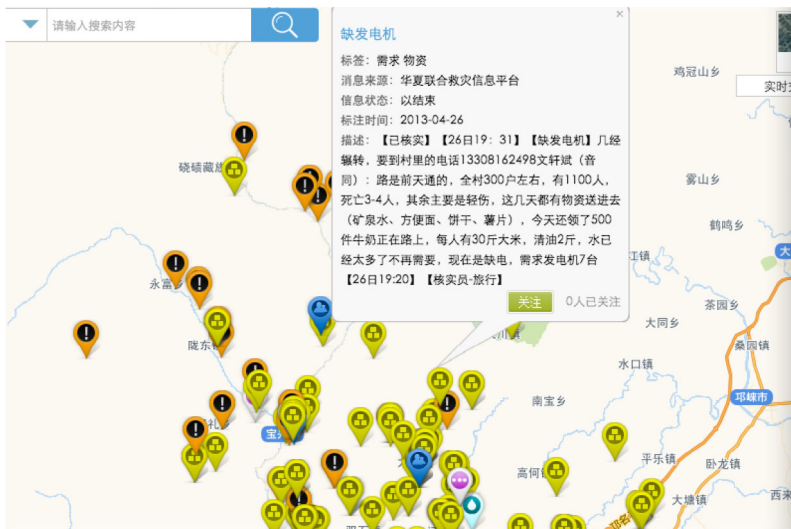 请输入搜索内容
缺发电机
标签：需求 物资
消息来源：华夏联合救灾信息平台
信息状态：以结束
标注时间：2013-04-26
描述：【已核实】【26日19：31】【缺发电机】几经
辗转，要到村里的电话13308162498文轩斌（音
同）：路是前天通的，全村300户左右，有1100人，
死亡3-4人，其余主要是轻伤，这几天都有物资送进去
（矿泉水、方便面、饼干、薯片），今天还领了500
件牛奶正在路上，每人有30斤大米，清油2斤，水已
经太多了不再需要，现在是缺电，需求发电机7台
【26日19:20】【核实员-旅行】
关注 0人已关注
鸡冠山乡
实时
硗碛藏族
雾山乡
鹤鸣乡
江镇
大
永富乡
茶园乡
大同乡
桑园镇
陇东镇
川镇
水口镇
邛崃市
南宝乡
礼
宝
平乐镇
卧龙镇
高何镇
大塘镇
西来
邛名